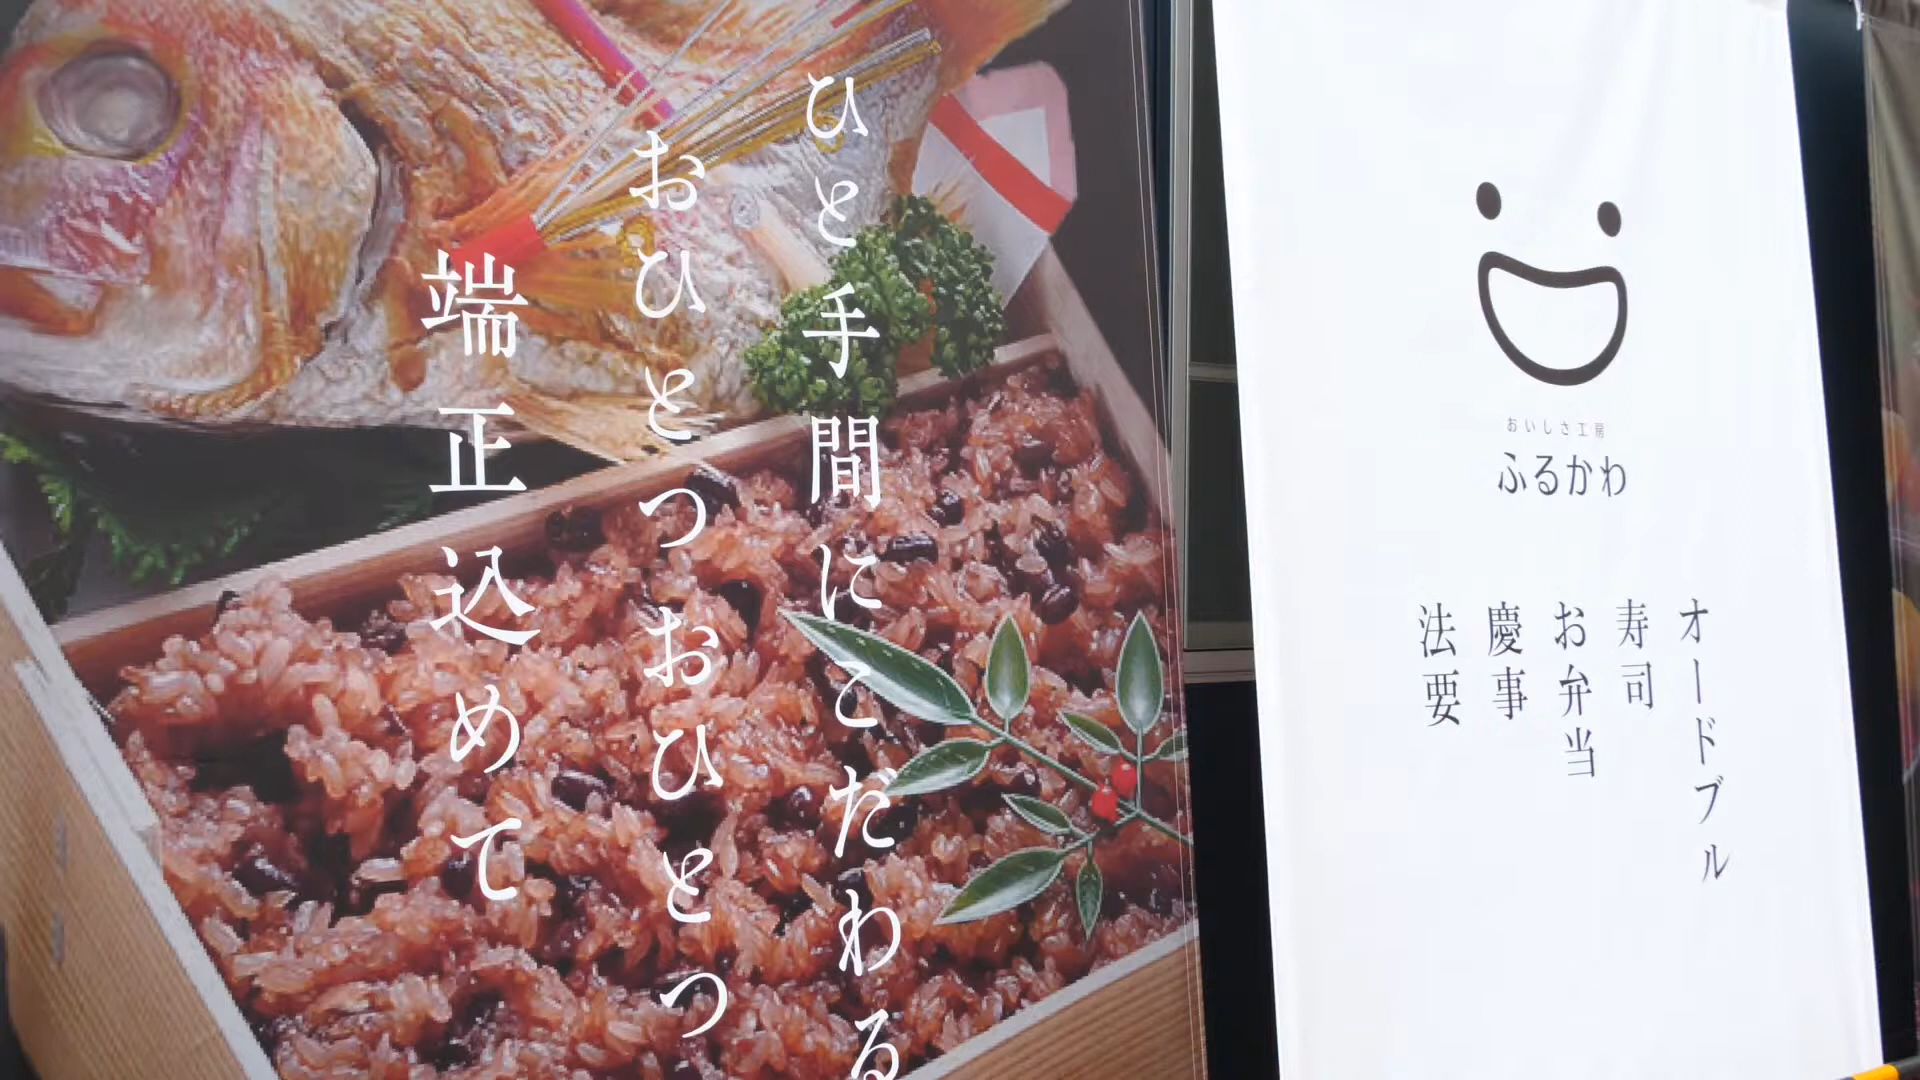 ひと手間にこだわる
おひとつおひとつ
端正込めて
おいしさ工房
ふるかわ
オードブル
寿司
お弁当
慶事
法要